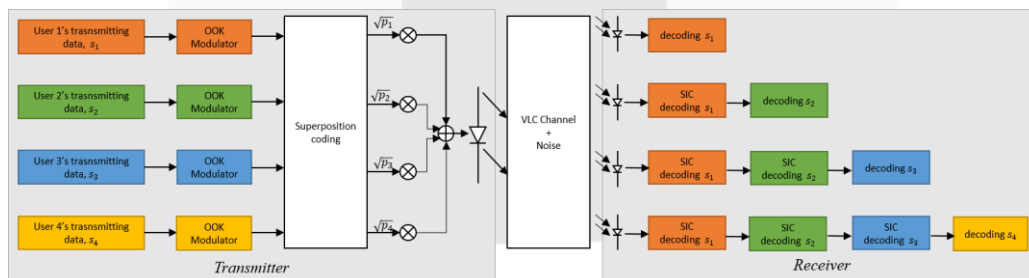 User 1's trasnmitting
data, s₁
OOK
Modulator
√p₁
decoding s₁
User 2's trasnmitting
data, s₂
OOK
Modulator
√p₂
SIC
decoding s₁
decoding s₂
Superposition
coding
VLC Channel
+
Noise
User 3's trasnmitting
data, s₃
OOK
Modulator
√p₃
SIC
decoding s₁
SIC
decoding s₂
decoding s₃
User 4's trasnmitting
data, s₄
OOK
Modulator
√p₄
SIC
decoding s₁
SIC
decoding s₂
SIC
decoding s₃
decoding s₄
Transmitter
Receiver